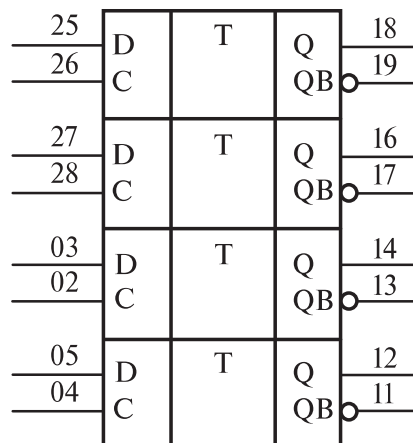 25 D T Q 18
26 C QB 19
27 D T Q 16
28 C QB 17
03 D T Q 14
02 C QB 13
05 D T Q 12
04 C QB 11